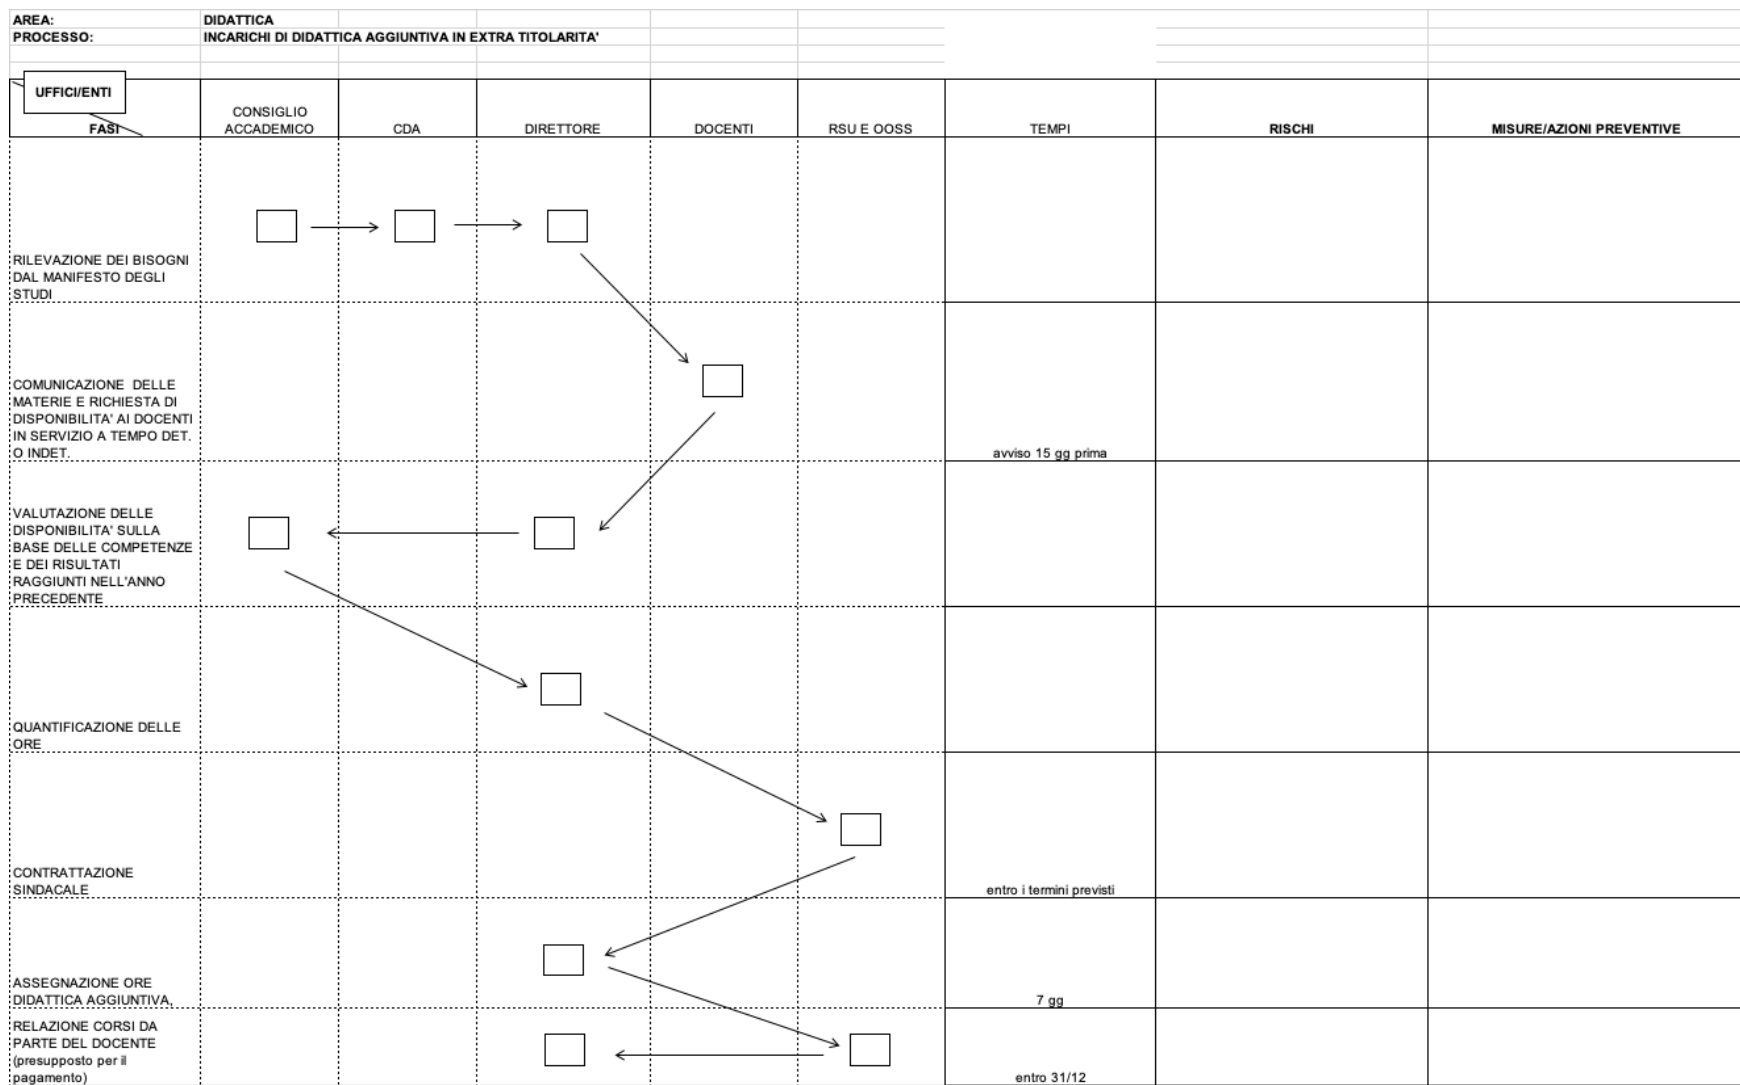 AREA: DIDATTICA
PROCESSO: INCARICHI DI DIDATTICA AGGIUNTIVA IN EXTRA TITOLARITA'
UFFICI/ENTI
FASI
CONSIGLIO
ACCADEMICO
CDA
DIRETTORE
DOCENTI
RSU E OOSS
TEMPI
RISCHI
MISURE/AZIONI PREVENTIVE
RILEVAZIONE DEI BISOGNI
DAL MANIFESTO DEGLI
STUDI
COMUNICAZIONE DELLE
MATERIE E RICHIESTA DI
DISPONIBILITA' AI DOCENTI
IN SERVIZIO A TEMPO DET.
O INDET.
avviso 15 gg prima
VALUTAZIONE DELLE
DISPONIBILITA' SULLA
BASE DELLE COMPETENZE
E DEI RISULTATI
RAGGIUNTI NELL'ANNO
PRECEDENTE
QUANTIFICAZIONE DELLE
ORE
CONTRATTAZIONE
SINDACALE
entro i termini previsti
ASSEGNAZIONE ORE
DIDATTICA AGGIUNTIVA,
7 gg
RELAZIONE CORSI DA
PARTE DEL DOCENTE
(presupposto per il
pagamento)
entro 31/12